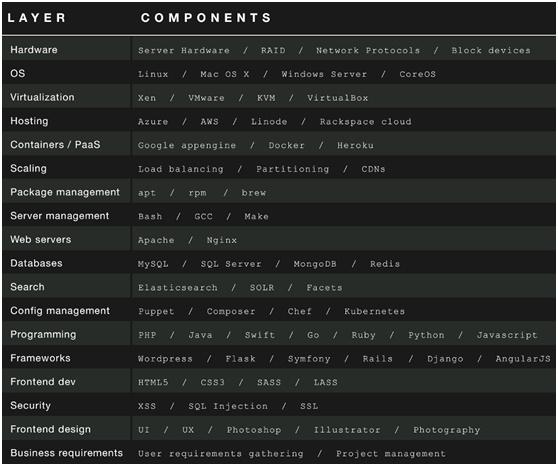 LAYER COMPONENTS
Hardware Server Hardware / RAID / Network Protocols / Block devices
OS Linux / Mac OS X / Windows Server / CoreOS
Virtualization Xen / VMware / KVM / VirtualBox
Hosting Azure / AWS / Linode / Rackspace cloud
Containers / PaaS Google appengine / Docker / Heroku
Scaling Load balancing / Partitioning / CDNs
Package management apt / rpm / brew
Server management Bash / GCC / Make
Web servers Apache / Nginx
Databases MySQL / SQL Server / MongoDB / Redis
Search Elasticsearch / SOLR / Facets
Config management Puppet / Composer / Chef / Kubernetes
Programming PHP / Java / Swift / Go / Ruby / Python / Javascript
Frameworks Wordpress / Flask / Symfony / Rails / Django / AngularJS
Frontend dev HTML5 / CSS3 / SASS / LASS
Security XSS / SQL Injection / SSL
Frontend design UI / UX / Photoshop / Illustrator / Photography
Business requirements User requirements gathering / Project management